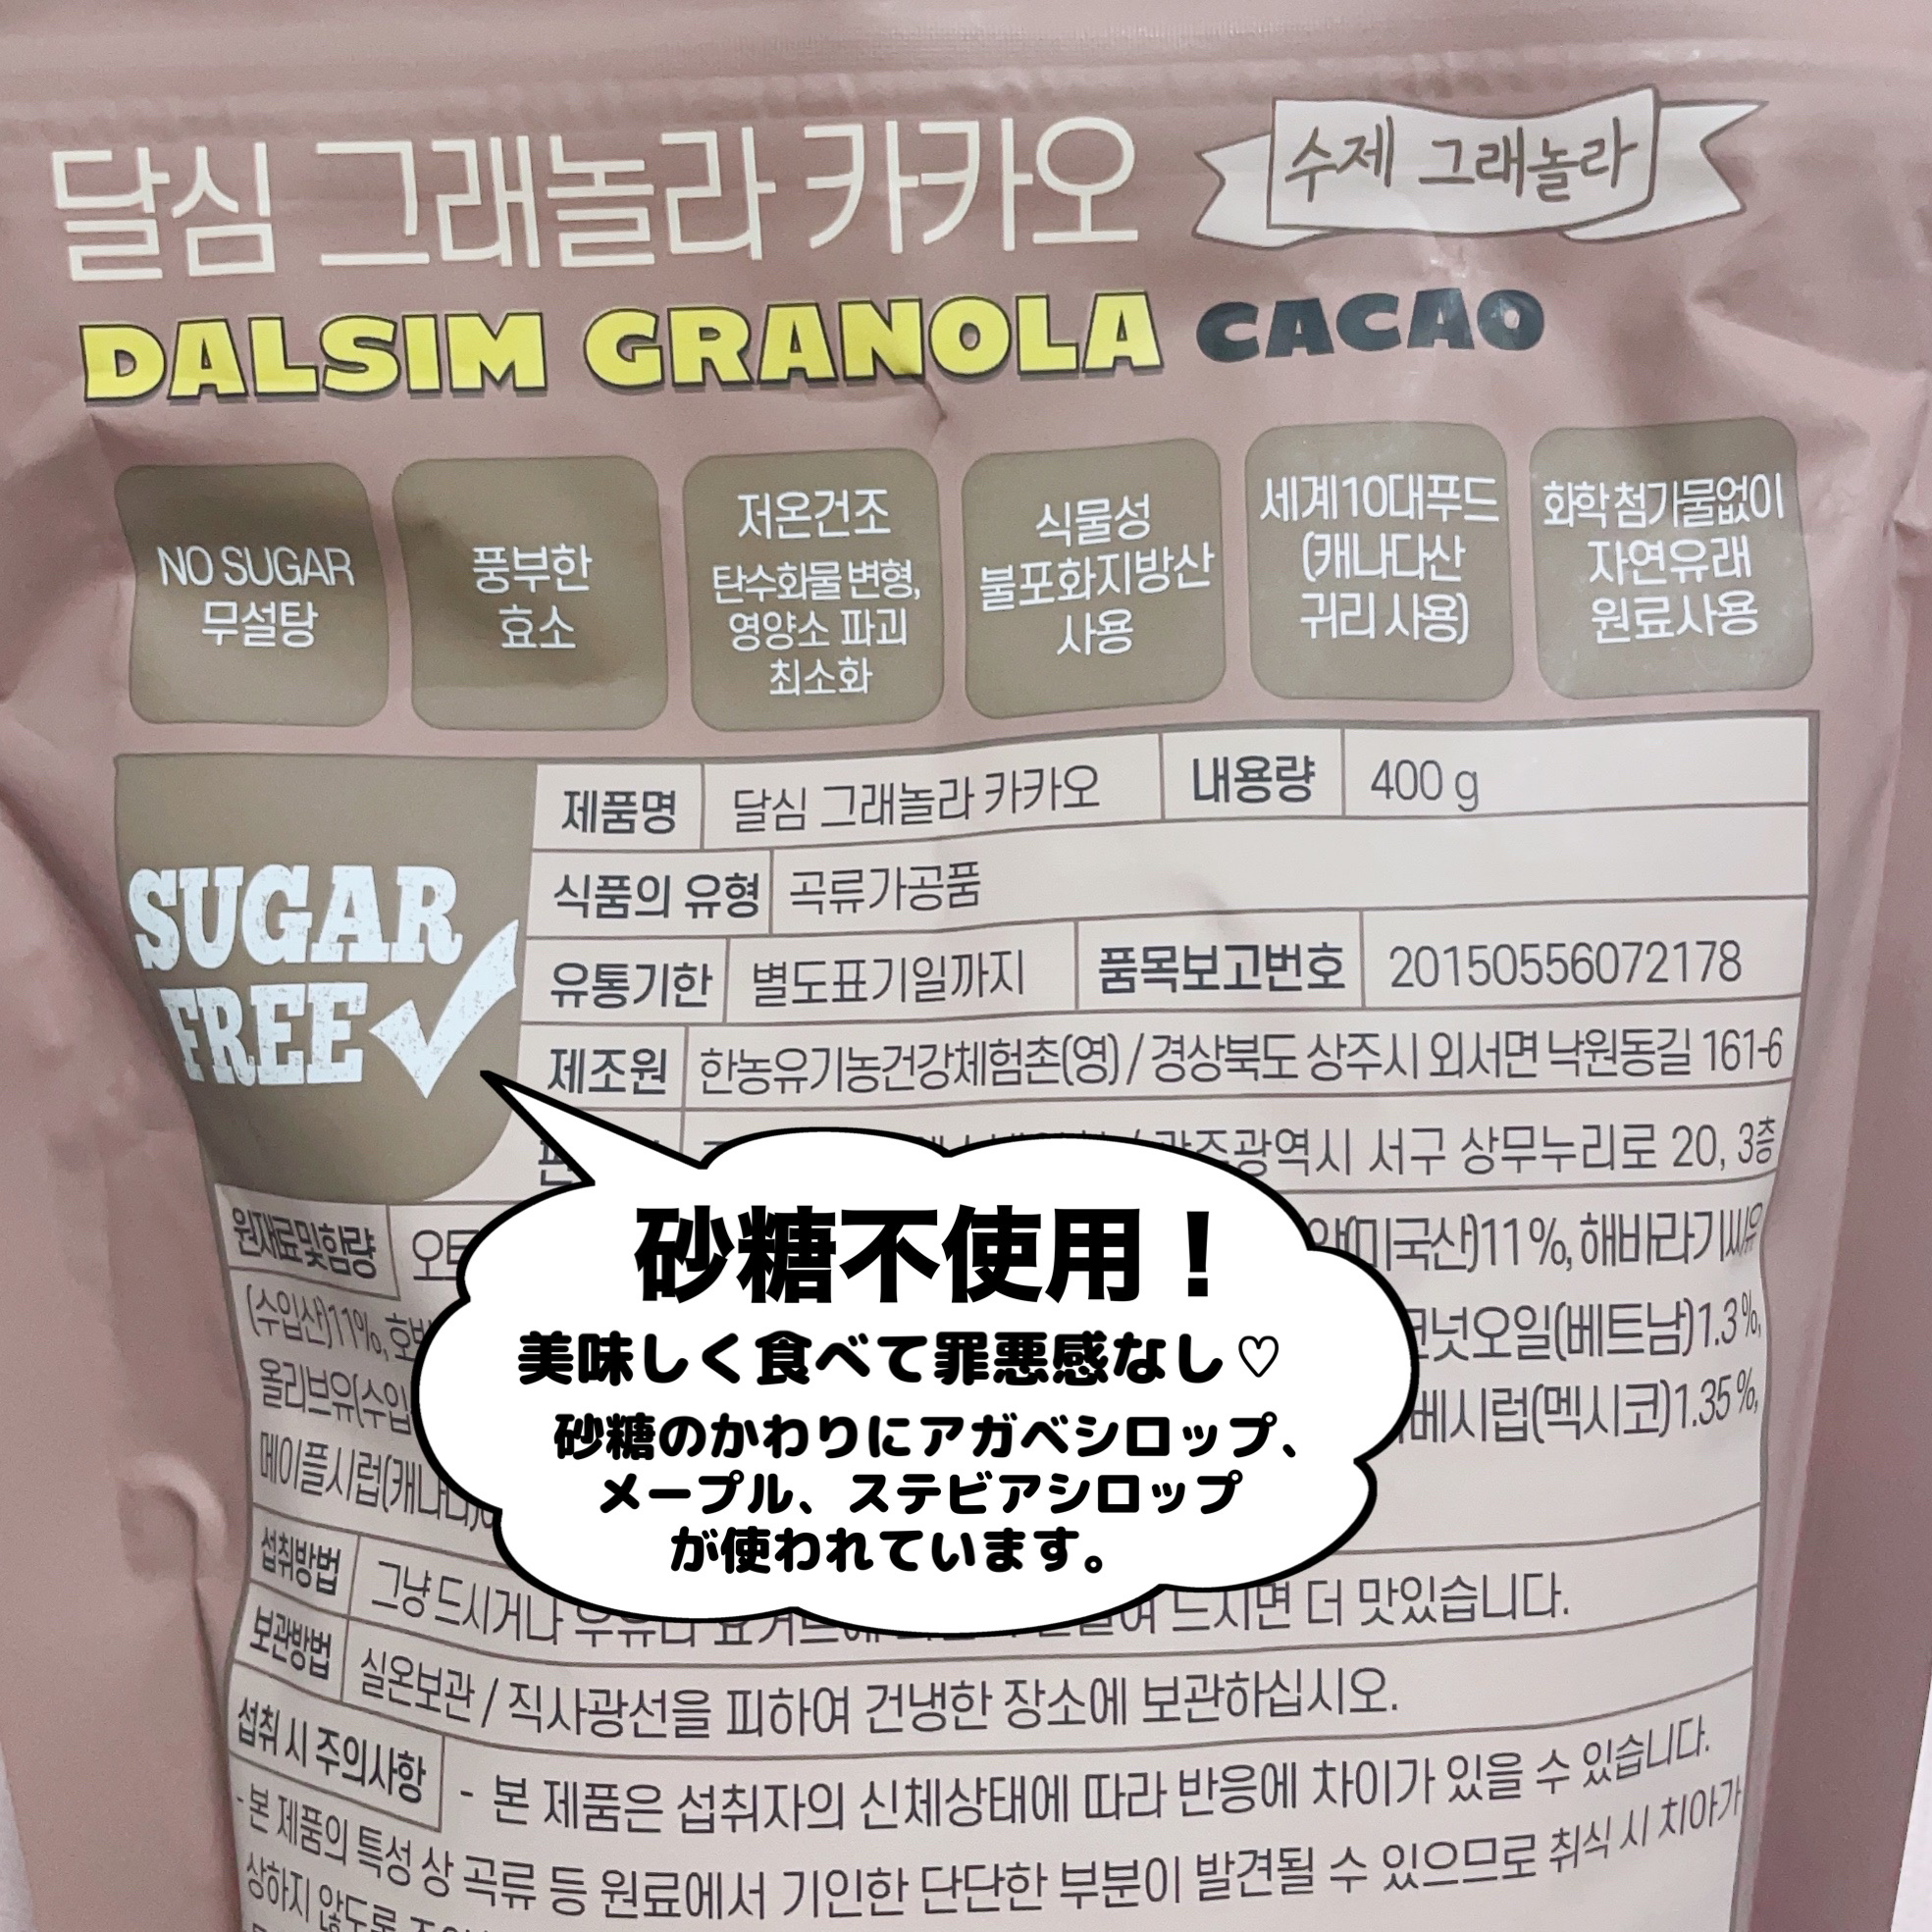 달심 그래놀라 카카오
수제 그래놀라
DALSIM GRANOLA CACAO
NO SUGAR
무설탕
풍부한
효소
저온건조
탄수화물 변형,
영양소 파괴
최소화
식물성
불포화지방산
사용
세계10대푸드
(캐나다산
귀리 사용)
화학첨가물없이
자연유래
원료사용
SUGAR
FREE
제품명 달심 그래놀라 카카오 내용량 400 g
식품의 유형 곡류가공품
유통기한 별도표기일까지 품목보고번호 20150556072178
제조원 한농유기농건강체험촌(영) / 경상북도 상주시 외서면 낙원동길 161-6
서구 상무누리로 20, 3층
원재료및함량 (미국산)11%, 해바라기씨유
(수입산)11%, 코넛오일(베트남)1.3%,
올리브유(수입 베시럽(멕시코)1.35%,
메이플시럽(캐나다)
섭취방법 그냥 드시거나 드시면 더 맛있습니다.
보관방법 실온보관 / 직사광선을 피하여 건냉한 장소에 보관하십시오.
섭취 시 주의사항 - 본 제품은 섭취자의 신체상태에 따라 반응에 차이가 있을 수 있습니다.
- 본 제품의 특성 상 곡류 등 원료에서 기인한 단단한 부분이 발견될 수 있으므로 취식 시 치아가
상하지 않도록
砂糖不使用！
美味しく食べて罪悪感なし♡
砂糖のかわりにアガベシロップ、
メープル、ステビアシロップ
が使われています。